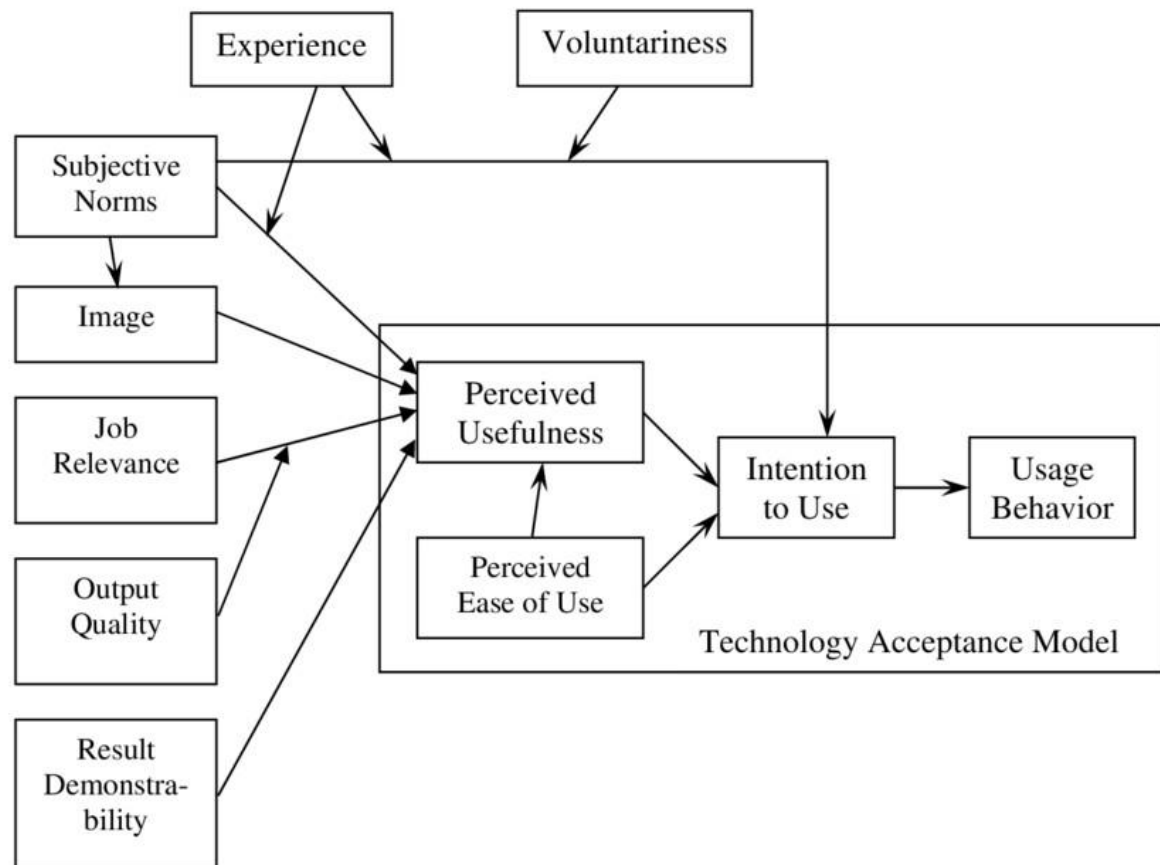 Experience
Voluntariness
Subjective
Norms
Image
Job
Relevance
Output
Quality
Result
Demonstra-
bility
Perceived
Usefulness
Perceived
Ease of Use
Intention
to Use
Usage
Behavior
Technology Acceptance Model